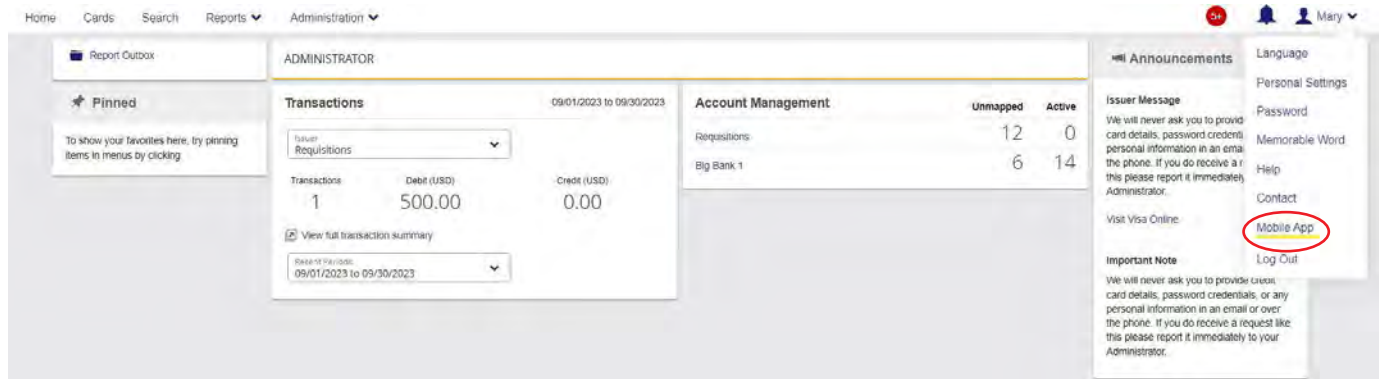 Home Cards Search Reports Administration 5+ Mary
Report Outbox
Pinned
To show your favorites here, try pinning
items in menus by clicking
ADMINISTRATOR
Transactions 09/01/2023 to 09/30/2023
Issuer
Requisitions
Transactions Debit (USD) Credit (USD)
1 500.00 0.00
View full transaction summary
Recent Periods
09/01/2023 to 09/30/2023
Account Management Unmapped Active
Requisitions 12 0
Big Bank 1 6 14
Announcements
Issuer Message
We will never ask you to provid
card details, password credenti
personal information in an emai
the phone. If you do receive a r
this please report it immediately
Administrator.
Visit Visa Online
Important Note
We will never ask you to provide credit
card details, password credentials, or any
personal information in an email or over
the phone. If you do receive a request like
this please report it immediately to your
Administrator.
Language
Personal Settings
Password
Memorable Word
Help
Contact
Mobile App
Log Out